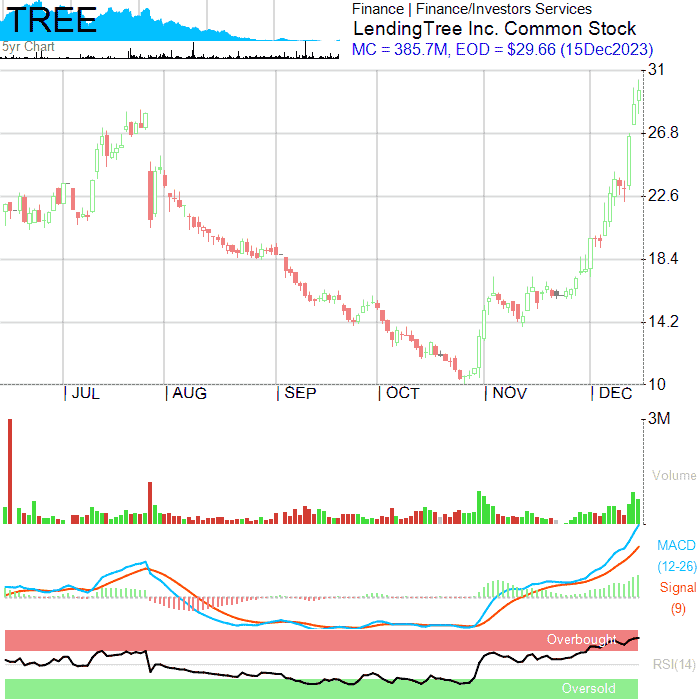 TREE
5yr Chart
Finance | Finance/Investors Services
LendingTree Inc. Common Stock
MC = 385.7M, EOD = $29.66 (15Dec2023)
31
26.8
22.6
18.4
14.2
10
JUL AUG SEP OCT NOV DEC
3M
Volume
MACD
(12-26)
Signal
(9)
Overbought
RSI(14)
Oversold